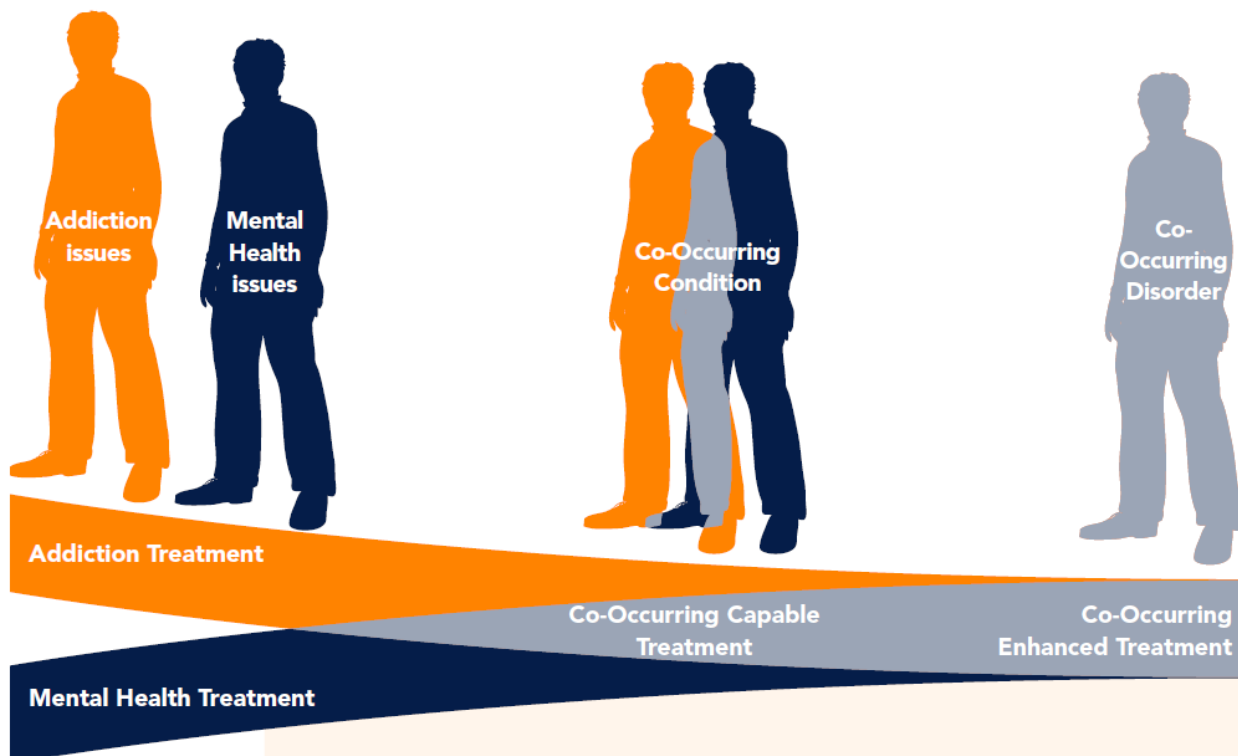 Addiction
issues
Mental
Health
issues
Co-Occurring
Condition
Co-
Occurring
Disorder
Addiction Treatment
Co-Occurring Capable
Treatment
Co-Occurring
Enhanced Treatment
Mental Health Treatment